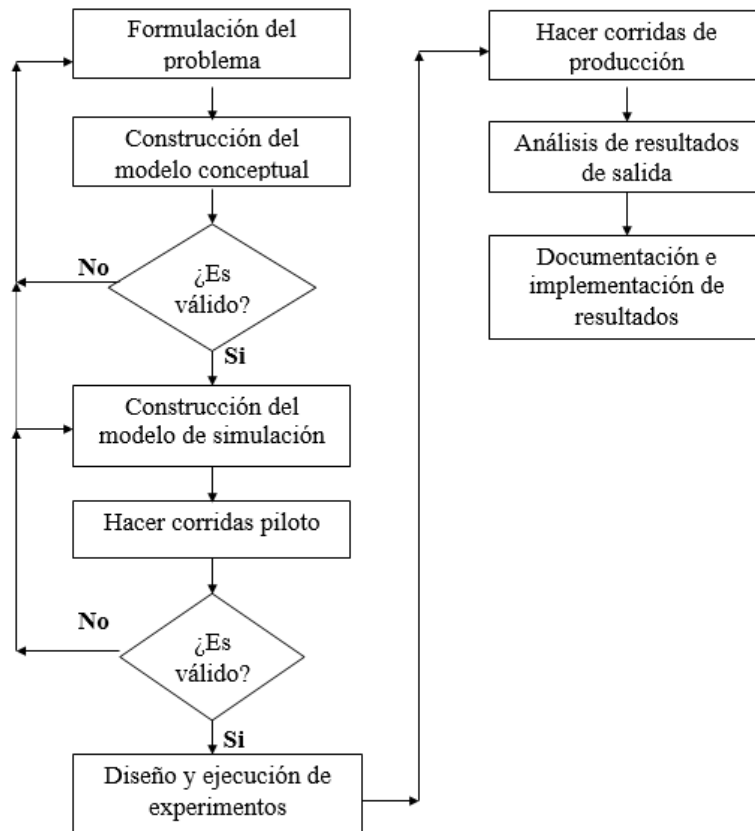 Formulación del
problema
Construcción del
modelo conceptual
No
¿Es
válido?
Si
Construcción del
modelo de simulación
Hacer corridas piloto
No
¿Es
válido?
Si
Diseño y ejecución de
experimentos
Hacer corridas de
producción
Análisis de resultados
de salida
Documentación e
implementación de
resultados